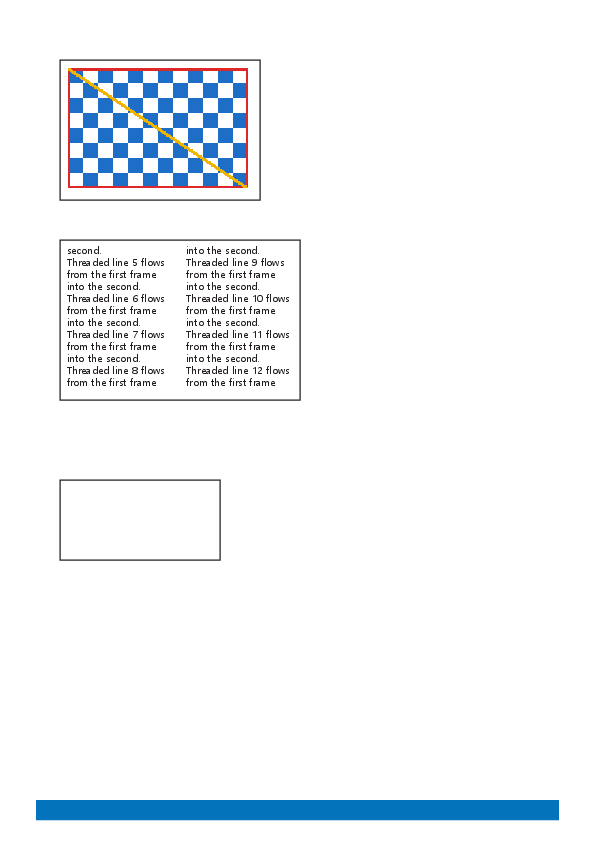 second.
Threaded line 5 flows
from the first frame
into the second.
Threaded line 6 flows
from the first frame
into the second.
Threaded line 7 flows
from the first frame
into the second.
Threaded line 8 flows
from the first frame
into the second.
Threaded line 9 flows
from the first frame
into the second.
Threaded line 10 flows
from the first frame
into the second.
Threaded line 11 flows
from the first frame
into the second.
Threaded line 12 flows
from the first frame